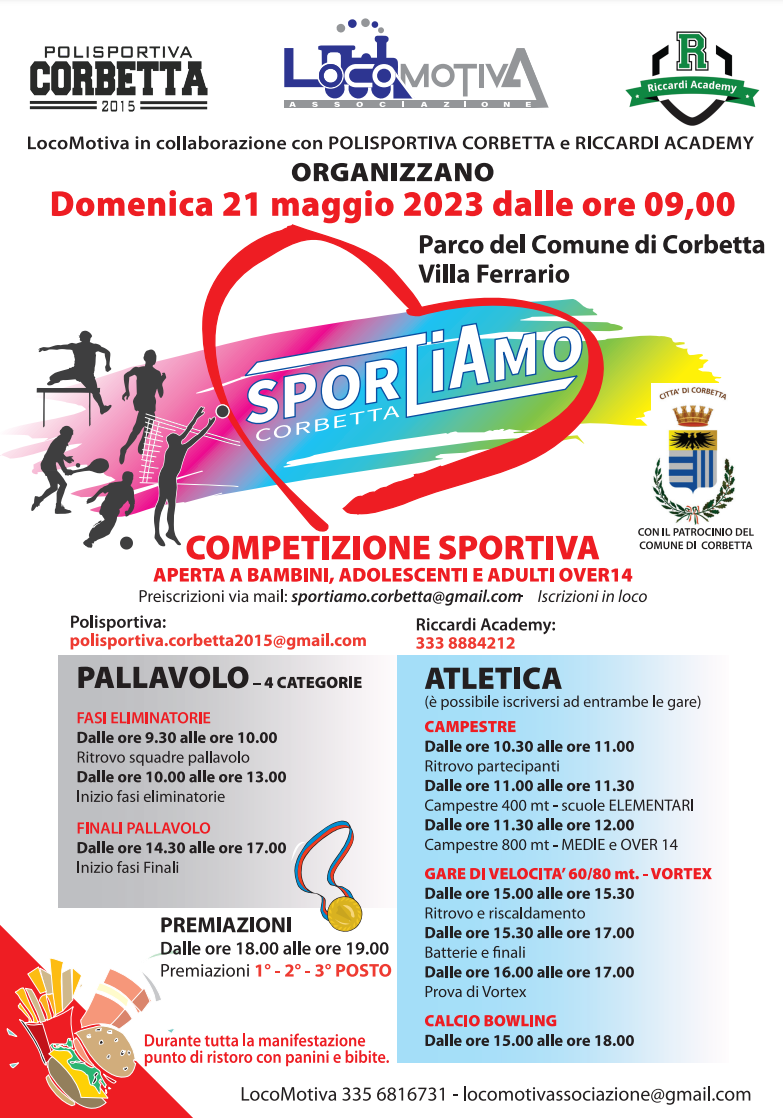 POLISPORTIVA
CORBETTA
2015
LOCOMOTIVA
ASSOCIAZIONE
R
Riccardi Academy
LocoMotiva in collaborazione con POLISPORTIVA CORBETTA e RICCARDI ACADEMY
ORGANIZZANO
Domenica 21 maggio 2023 dalle ore 09,00
Parco del Comune di Corbetta
Villa Ferrario
SPORTiAMO
CORBETTA
CITTA' DI CORBETTA
CON IL PATROCINIO DEL
COMUNE DI CORBETTA
COMPETIZIONE SPORTIVA
APERTA A BAMBINI, ADOLESCENTI E ADULTI OVER14
Preiscrizioni via mail: sportiamo.corbetta@gmail.com· Iscrizioni in loco
Polisportiva:
polisportiva.corbetta2015@gmail.com
Riccardi Academy:
333 8884212
PALLAVOLO – 4 CATEGORIE
FASI ELIMINATORIE
Dalle ore 9.30 alle ore 10.00
Ritrovo squadre pallavolo
Dalle ore 10.00 alle ore 13.00
Inizio fasi eliminatorie
FINALI PALLAVOLO
Dalle ore 14.30 alle ore 17.00
Inizio fasi Finali
PREMIAZIONI
Dalle ore 18.00 alle ore 19.00
Premiazioni 1° - 2° - 3° POSTO
ATLETICA
(è possibile iscriversi ad entrambe le gare)
CAMPESTRE
Dalle ore 10.30 alle ore 11.00
Ritrovo partecipanti
Dalle ore 11.00 alle ore 11.30
Campestre 400 mt - scuole ELEMENTARI
Dalle ore 11.30 alle ore 12.00
Campestre 800 mt - MEDIE e OVER 14
GARE DI VELOCITA' 60/80 mt. - VORTEX
Dalle ore 15.00 alle ore 15.30
Ritrovo e riscaldamento
Dalle ore 15.30 alle ore 17.00
Batterie e finali
Dalle ore 16.00 alle ore 17.00
Prova di Vortex
CALCIO BOWLING
Dalle ore 15.00 alle ore 18.00
Durante tutta la manifestazione
punto di ristoro con panini e bibite.
LocoMotiva 335 6816731 - locomotivassociazione@gmail.com